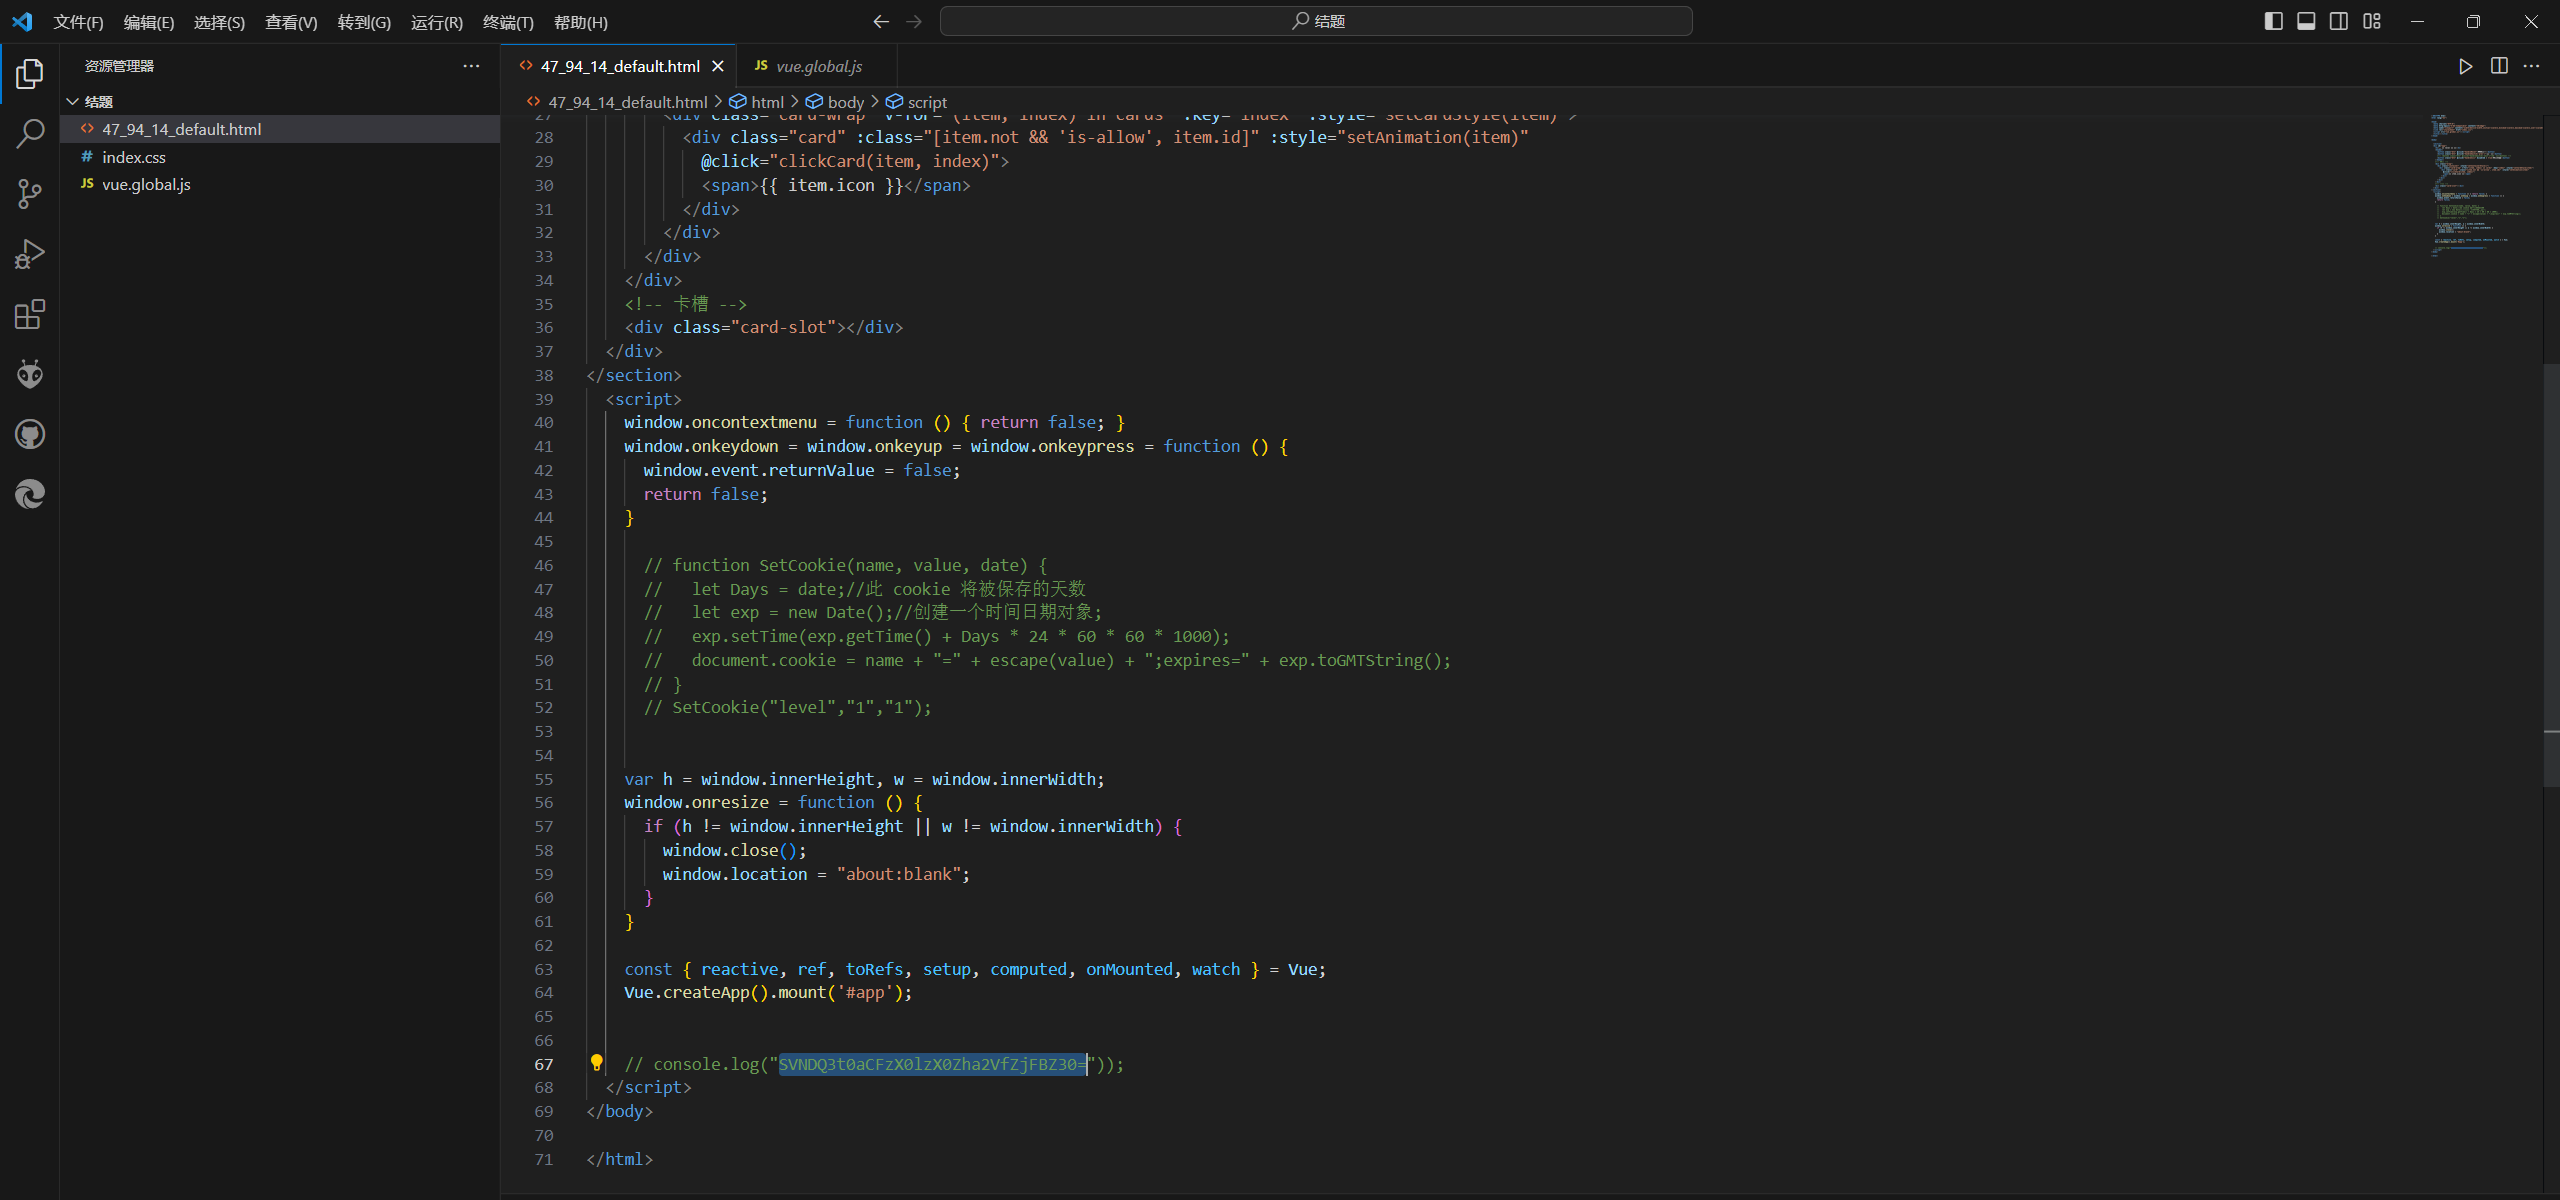 文件(F) 编辑(E) 选择(S) 查看(V) 转到(G) 运行(R) 终端(T) 帮助(H) 结题
资源管理器
结题
47_94_14_default.html
index.css
vue.global.js
47_94_14_default.html vue.global.js
47_94_14_default.html > html > body > script
27 <div class="card-wrap" v-for="(item, index) in cards" :key="index" :style="setCardStyle(item)">
28 <div class="card" :class="[item.not && 'is-allow', item.id]" :style="setAnimation(item)"
29 @click="clickCard(item, index)">
30 <span>{{ item.icon }}</span>
31 </div>
32 </div>
33 </div>
34 </div>
35 <!-- 卡槽 -->
36 <div class="card-slot"></div>
37 </div>
38 </section>
39 <script>
40 window.oncontextmenu = function () { return false; }
41 window.onkeydown = window.onkeyup = window.onkeypress = function () {
42 window.event.returnValue = false;
43 return false;
44 }
45
46 // function SetCookie(name, value, date) {
47 // let Days = date;//此 cookie 将被保存的天数
48 // let exp = new Date();//创建一个时间日期对象;
49 // exp.setTime(exp.getTime() + Days * 24 * 60 * 60 * 1000);
50 // document.cookie = name + "=" + escape(value) + ";expires=" + exp.toGMTString();
51 // }
52 // SetCookie("level","1","1");
53
54
55 var h = window.innerHeight, w = window.innerWidth;
56 window.onresize = function () {
57 if (h != window.innerHeight || w != window.innerWidth) {
58 window.close();
59 window.location = "about:blank";
60 }
61 }
62
63 const { reactive, ref, toRefs, setup, computed, onMounted, watch } = Vue;
64 Vue.createApp().mount('#app');
65
66
67 // console.log("SVNDQ3t0aCFzX0lzX0Zha2VfZjFBZ30="));
68 </script>
69 </body>
70
71 </html>